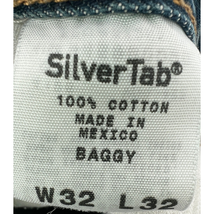 SilverTab®
100% COTTON
MADE IN
MEXICO
BAGGY
W32 L32